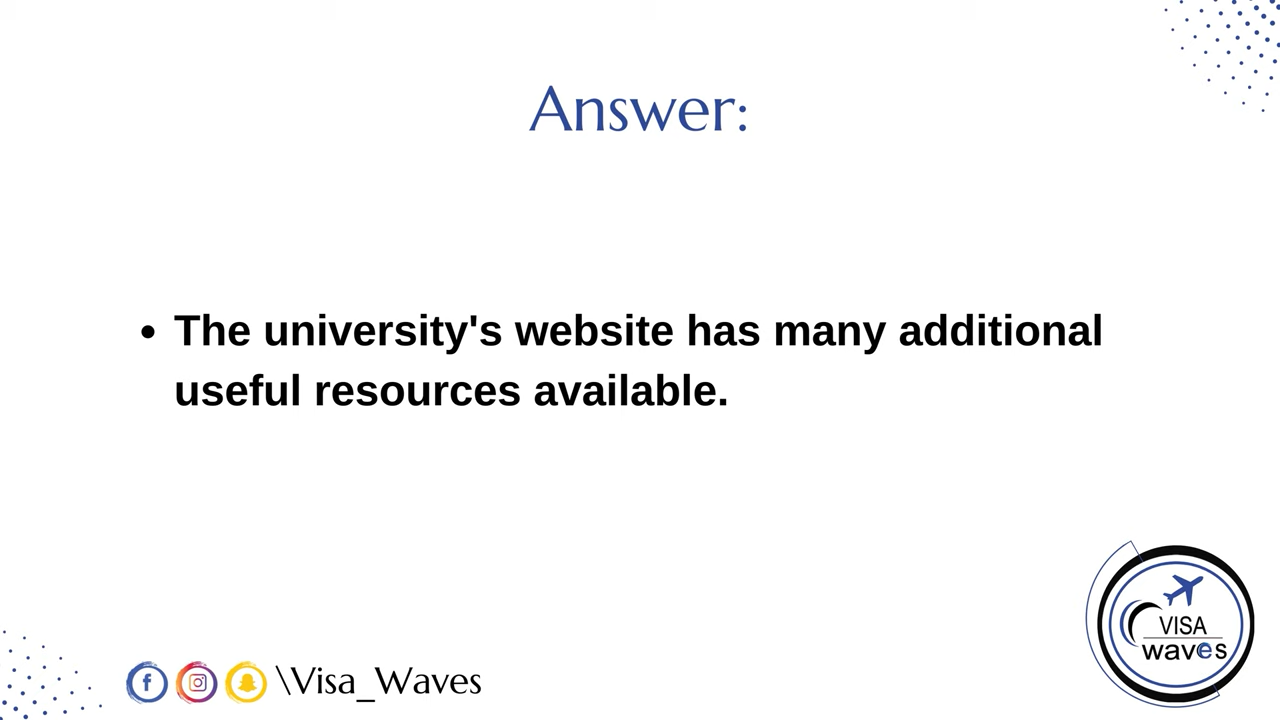 Answer:
• The university's website has many additional
useful resources available.
VISA
waves
\Visa_Waves